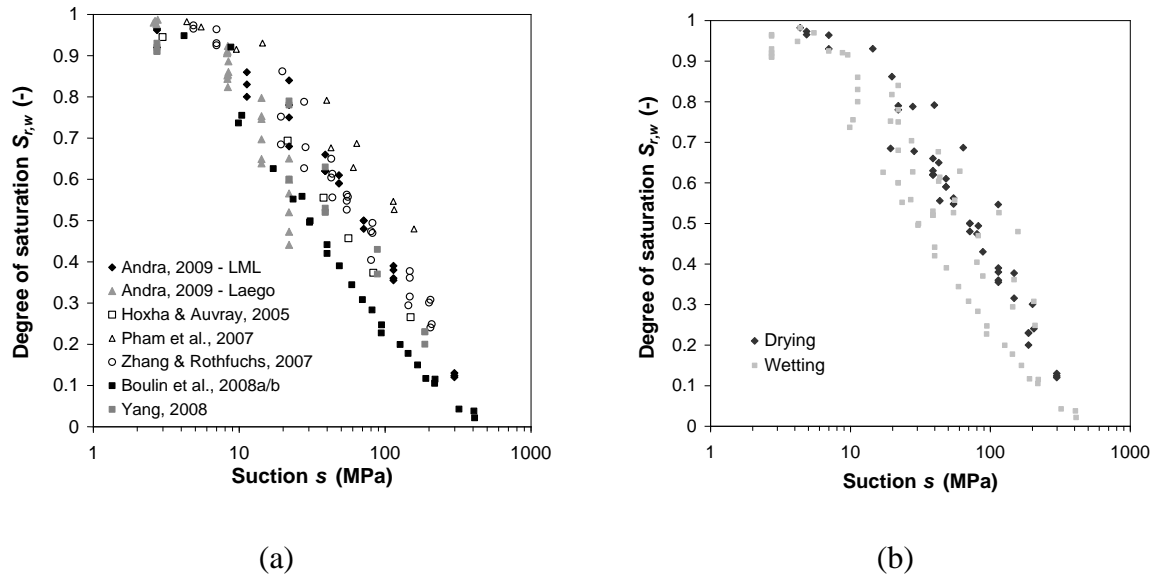 1
0.9
0.8
0.7
0.6
0.5
0.4
0.3
0.2
0.1
0
Degree of saturation S_{r,w} (-)
Andra, 2009 - LML
Andra, 2009 - Laego
Hoxha & Auvray, 2005
Pham et al., 2007
Zhang & Rothfuchs, 2007
Boulin et al., 2008a/b
Yang, 2008
1 10 100 1000
Suction s (MPa)
(a)
1
0.9
0.8
0.7
0.6
0.5
0.4
0.3
0.2
0.1
0
Degree of saturation S_{r,w} (-)
Drying
Wetting
1 10 100 1000
Suction s (MPa)
(b)